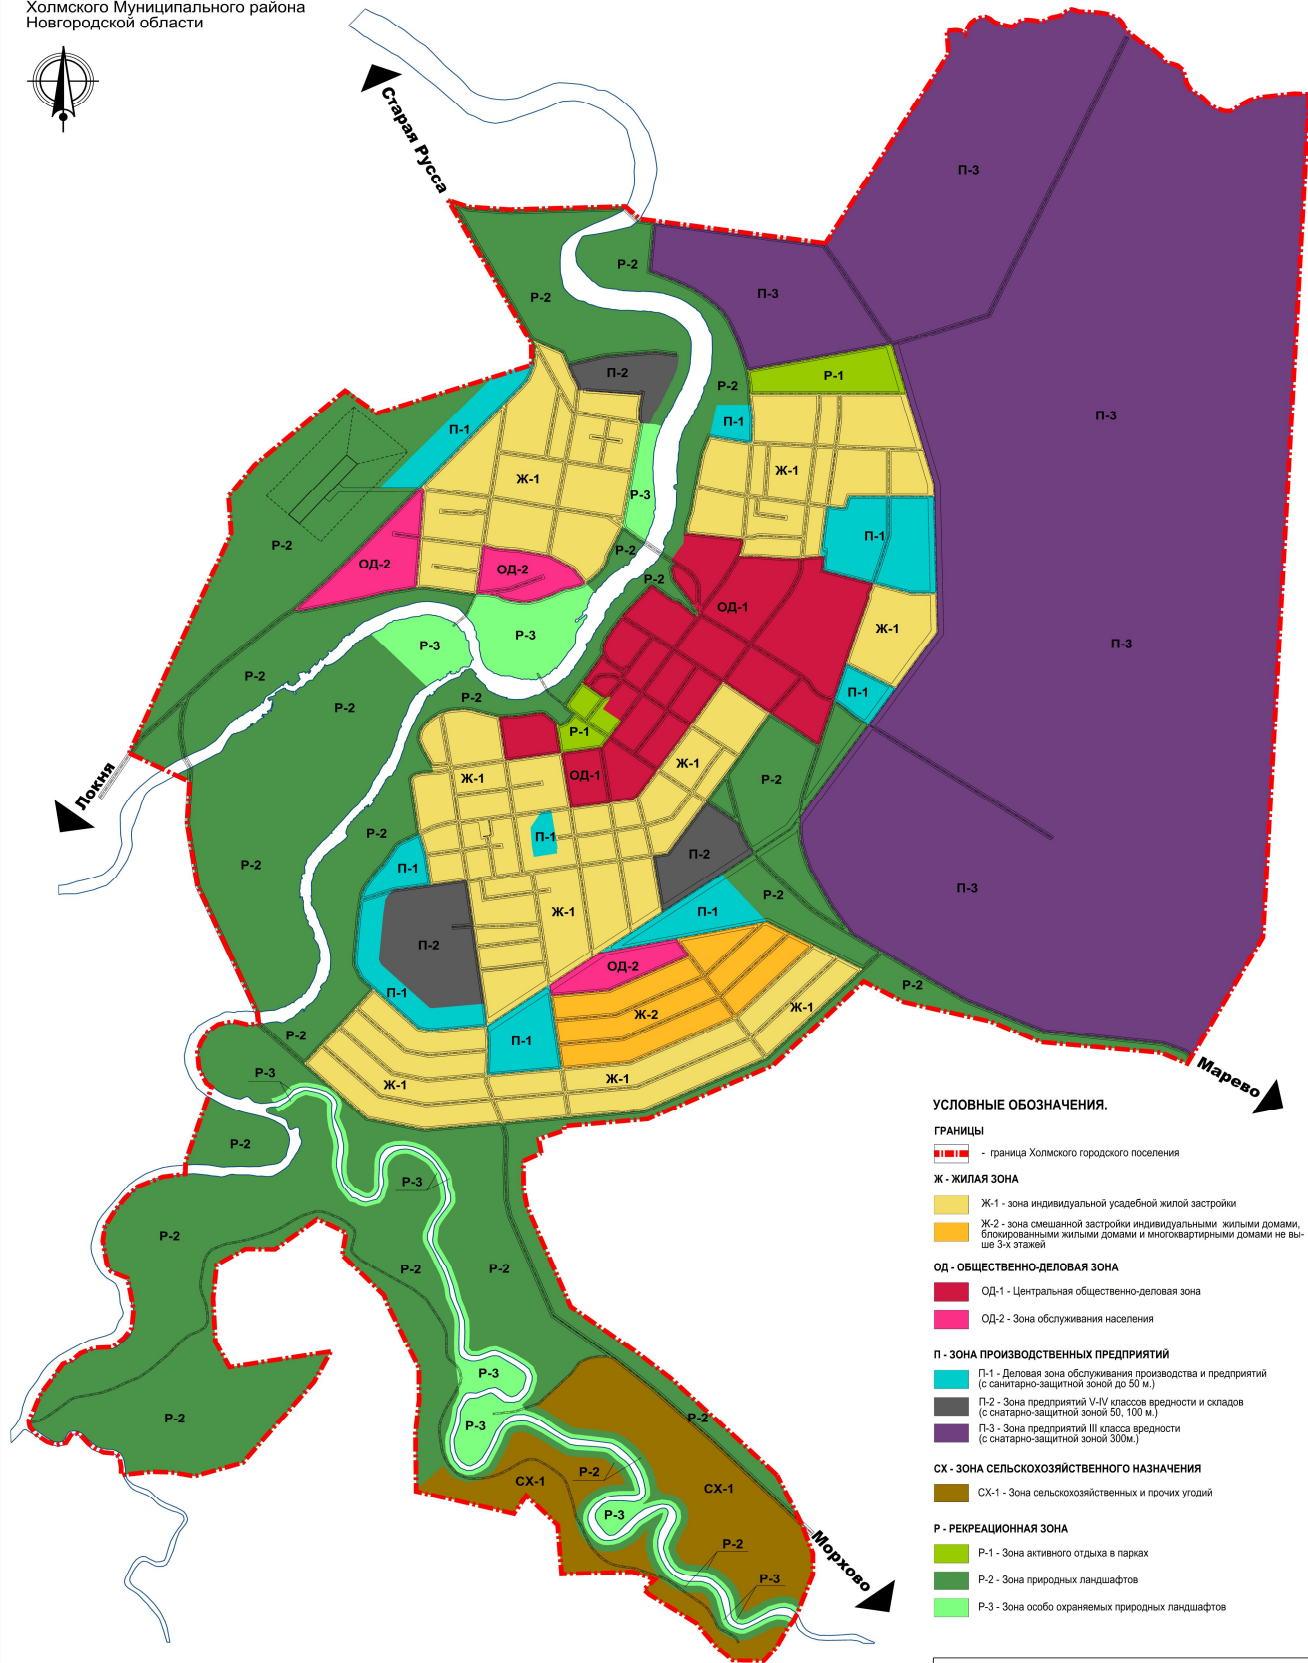 Холмского Муниципального района
Новгородской области
Старая Русса
П-3
Р-2
П-3
Р-2
П-2
Р-1
Р-2
П-3
П-1
П-1
Ж-1
Ж-1
Р-3
П-1
Р-2
Р-2
ОД-2
ОД-2
Р-2
ОД-1
Ж-1
Р-3
Р-3
П-3
Р-2
П-1
Р-2
Р-2
Р-1
Ж-1
Локня
Ж-1
ОД-1
Р-2
Р-2
П-1
П-2
Р-2
П-1
П-3
Р-2
Ж-1
П-1
П-2
ОД-2
Р-2
П-1
Ж-1
Ж-2
Р-2
П-1
Р-3
Ж-1
Ж-1
Марево
Р-2
Р-3
Р-2
Р-2
Р-2
Р-3
Р-2
Р-2
Р-3
Р-2
СХ-1
СХ-1
Р-3
Р-2
Р-3
Морхово
УСЛОВНЫЕ ОБОЗНАЧЕНИЯ.
ГРАНИЦЫ
- граница Холмского городского поселения
Ж - ЖИЛАЯ ЗОНА
Ж-1 - зона индивидуальной усадебной жилой застройки
Ж-2 - зона смешанной застройки индивидуальными жилыми домами,
блокированными жилыми домами и многоквартирными домами не вы-
ше 3-х этажей
ОД - ОБЩЕСТВЕННО-ДЕЛОВАЯ ЗОНА
ОД-1 - Центральная общественно-деловая зона
ОД-2 - Зона обслуживания населения
П - ЗОНА ПРОИЗВОДСТВЕННЫХ ПРЕДПРИЯТИЙ
П-1 - Деловая зона обслуживания производства и предприятий
(с санитарно-защитной зоной до 50 м.)
П-2 - Зона предприятий V-IV классов вредности и складов
(с снатарно-защитной зоной 50, 100 м.)
П-3 - Зона предприятий III класса вредности
(с снатарно-защитной зоной 300м.)
СХ - ЗОНА СЕЛЬСКОХОЗЯЙСТВЕННОГО НАЗНАЧЕНИЯ
СХ-1 - Зона сельскохозяйственных и прочих угодий
Р - РЕКРЕАЦИОННАЯ ЗОНА
Р-1 - Зона активного отдыха в парках
Р-2 - Зона природных ландшафтов
Р-3 - Зона особо охраняемых природных ландшафтов